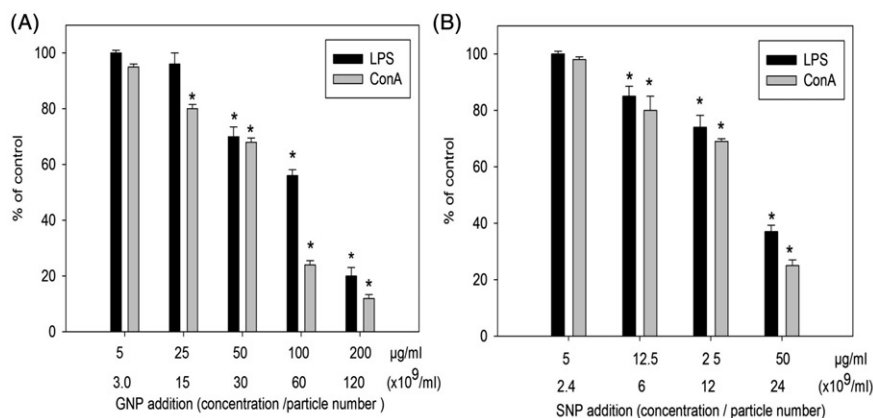 (A)
% of control
100
80
60
40
20
0
LPS
ConA
*
* *
*
*
*
*
5 25 50 100 200 µg/ml
3.0 15 30 60 120 (x10⁹/ml)
GNP addition (concentration /particle number )
(B)
% of control
100
80
60
40
20
0
LPS
ConA
* *
*
*
*
*
5 12.5 2 5 50 µg/ml
2.4 6 12 24 (x10⁹/ml)
SNP addition (concentration / particle number)